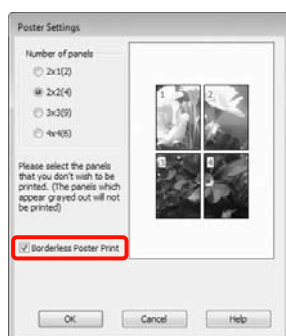 Poster Settings
Number of panels
2x1(2)
2x2(4)
3x3(9)
4x4(6)
1 2
3 4
Please select the panels
that you don't wish to be
printed. (The panels which
appear grayed out will not
be printed)
Borderless Poster Print
OK Cancel Help